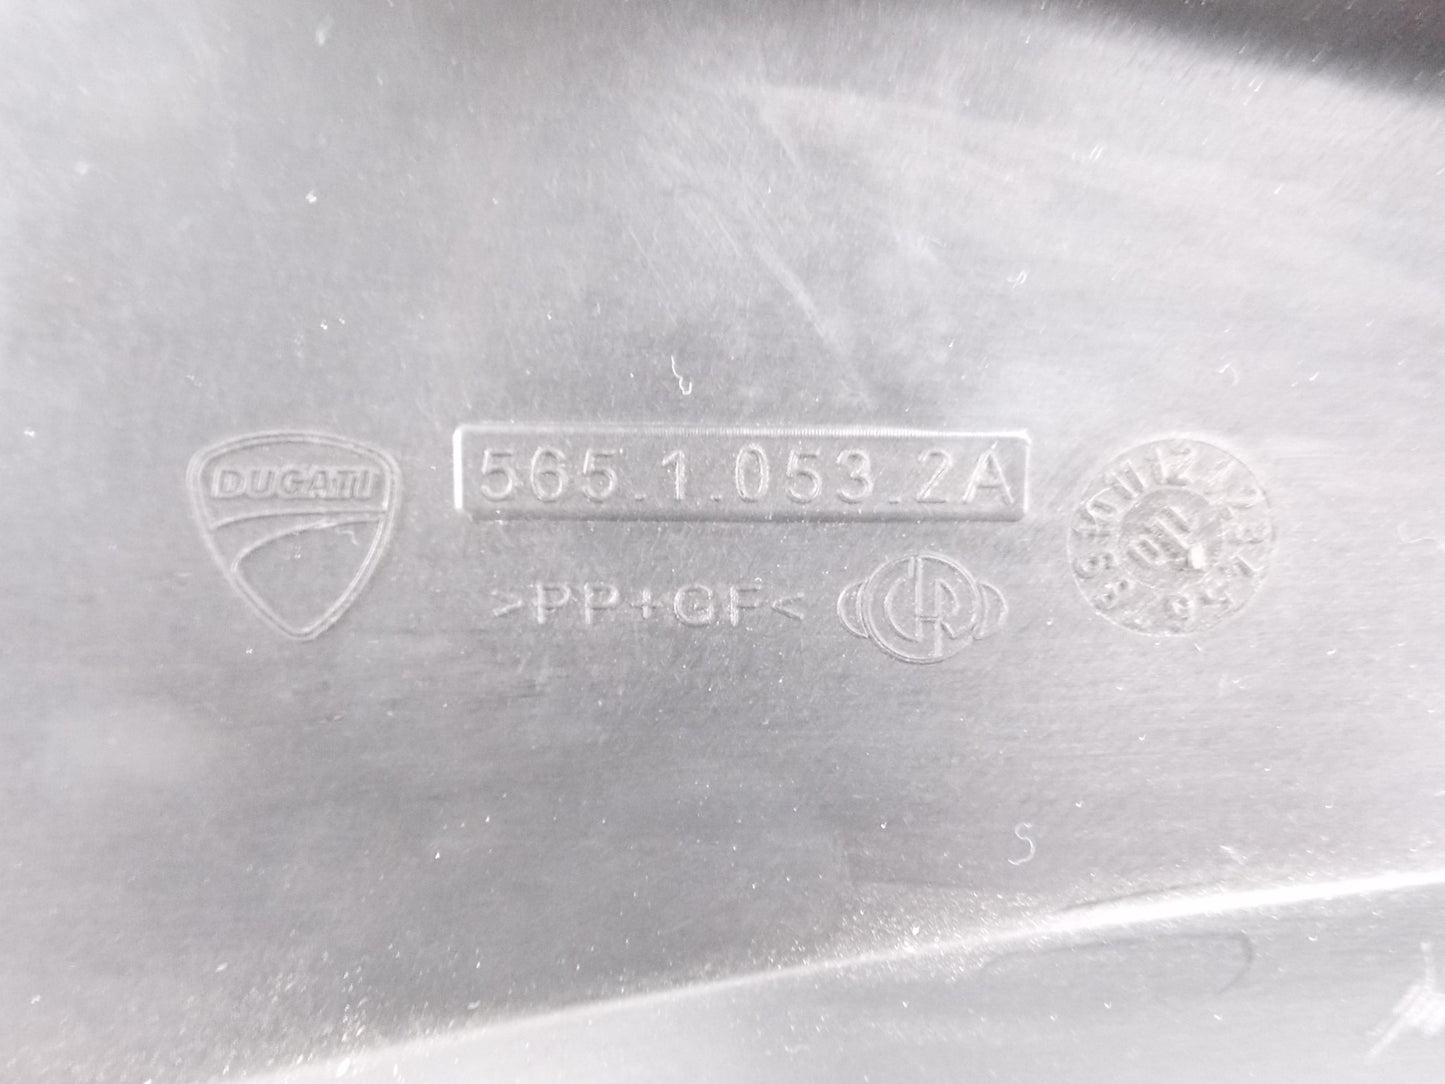 DUCATI
565.1.053.2A
>PP+GF<